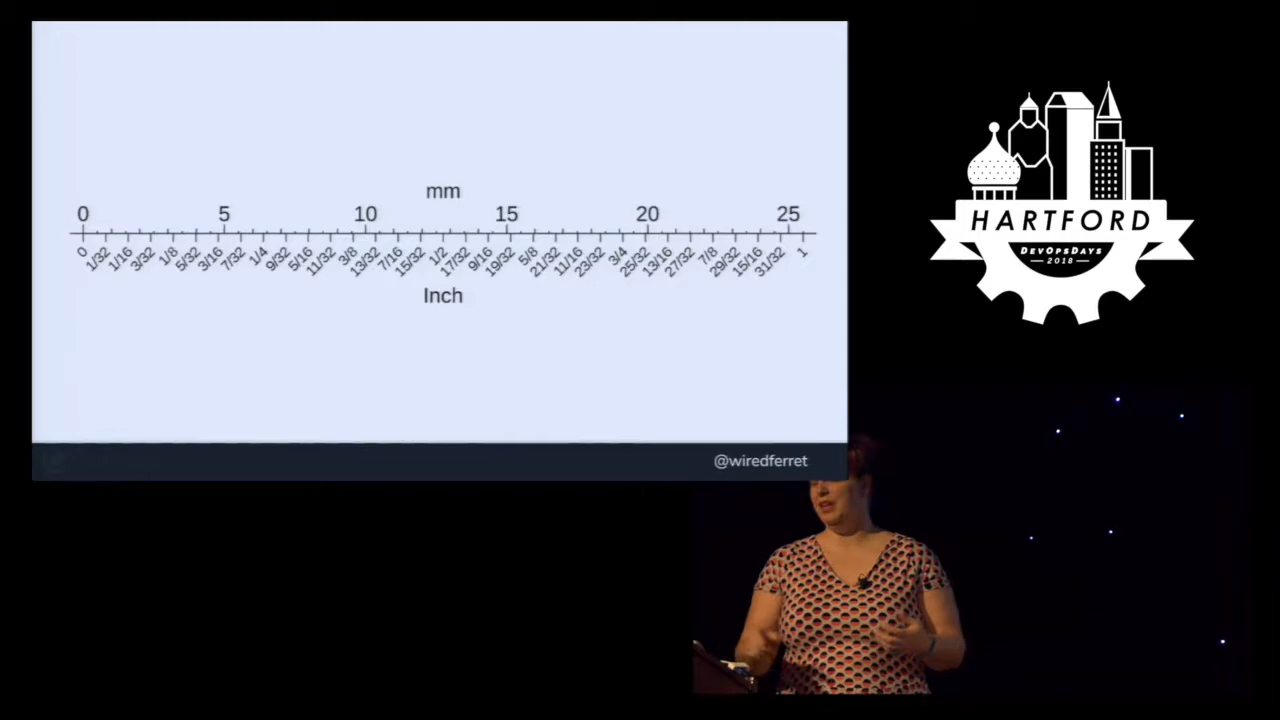 mm
0 5 10 15 20 25
0 1/32 1/16 3/32 1/8 5/32 3/16 7/32 1/4 9/32 5/16 11/32 3/8 13/32 7/16 15/32 1/2 17/32 9/16 19/32 5/8 21/32 11/16 23/32 3/4 25/32 13/16 27/32 7/8 29/32 15/16 31/32 1
Inch
@wiredferret
HARTFORD
DEVOPSDAYS
2018